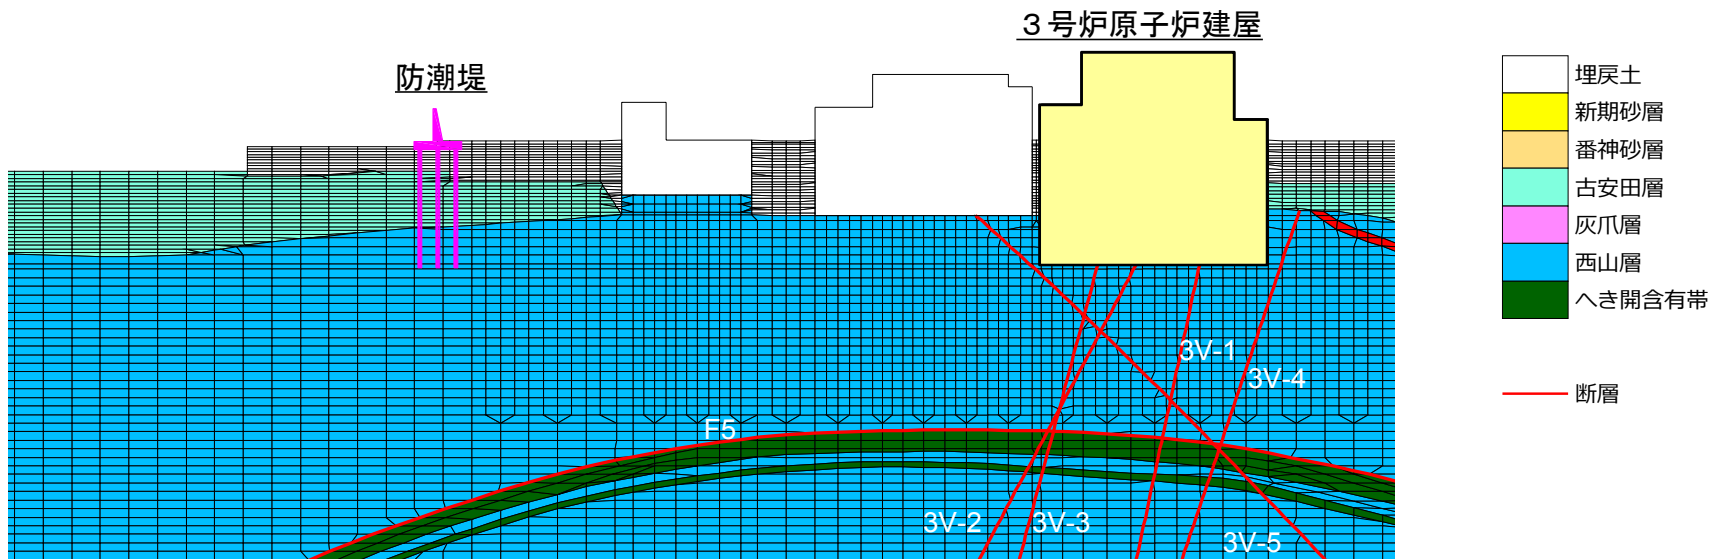 ３号炉原子炉建屋
防潮堤
埋戻土
新期砂層
番神砂層
古安田層
灰爪層
西山層
へき開含有帯
断層
3V-1
3V-4
F5
3V-2
3V-3
3V-5